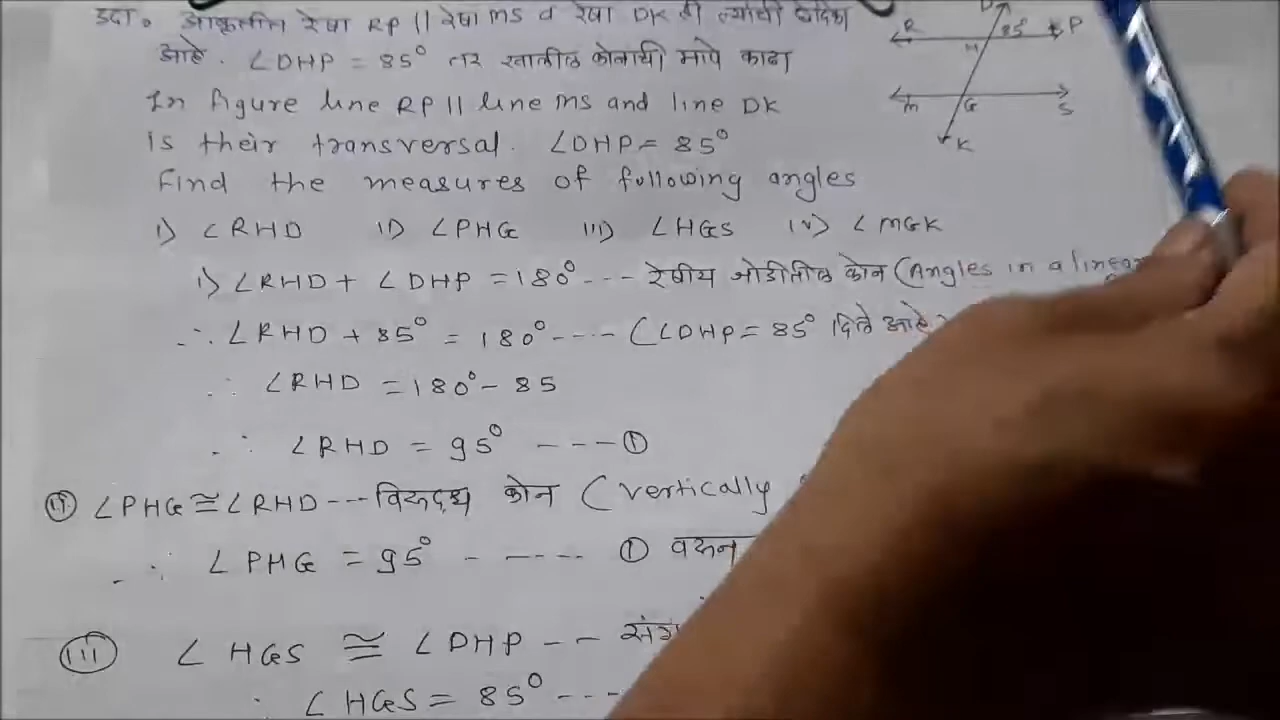 उदा० आकृतीत रेषा RP || रेषा MS व रेषा DK ही त्यांची छेदिका
आहे. ∠DHP = 85° तर खालील कोनाची मापे काढा
In figure line RP || line MS and line DK
is their transversal. ∠DHP = 85°
Find the measures of following angles
i) ∠RHD ii) ∠PHG iii) ∠HGS iv) ∠MGK
i) ∠RHD + ∠DHP = 180° --- रेषीय जोडीतील कोन (Angles in a linear
∴ ∠RHD + 85° = 180° ---- (∠DHP = 85° दिले आहे
∴ ∠RHD = 180° - 85
∴ ∠RHD = 95° ---- ①
ii ∠PHG ≅ ∠RHD --- विरुद्ध कोन (vertically
∴ ∠PHG = 95° ----- ① वरून
iii ∠HGS ≅ ∠DHP --
∴ ∠HGS = 85° ---
D
R 85° P
H
M G S
K